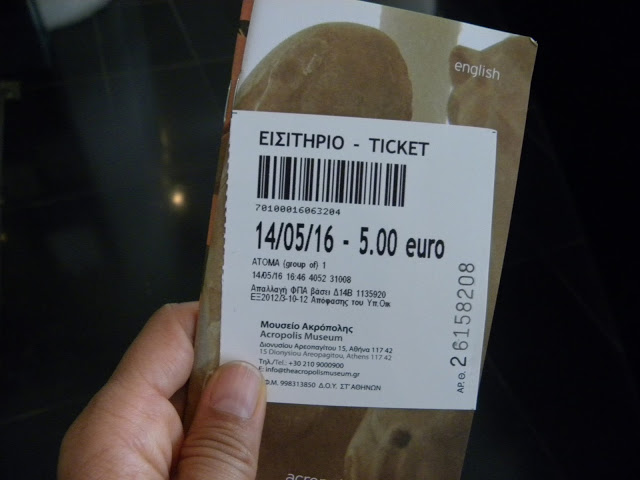 english
ΕΙΣΙΤΗΡΙΟ - TICKET
70100016063204
14/05/16 - 5.00 euro
ΑΤΟΜΑ (group of) 1
14/05/16 16:46 4052 31008
Απαλλαγή ΦΠΑ βάσει Δ14Β 1135920
ΕΞ2012/3-10-12 Απόφασης του Υπ.Οικ
Μουσείο Ακρόπολης
Acropolis Museum
Διονυσίου Αρεοπαγίτου 15, Αθήνα 117 42
15 Dionysiou Areopagitou, Athens 117 42
Τηλ./Tel.: +30 210 9000900
E: info@theacropolismuseum.gr
Φ.Μ. 998313850 Δ.Ο.Υ. ΣΤ' ΑΘΗΝΩΝ
ΑΡ. Θ. 2 6158208